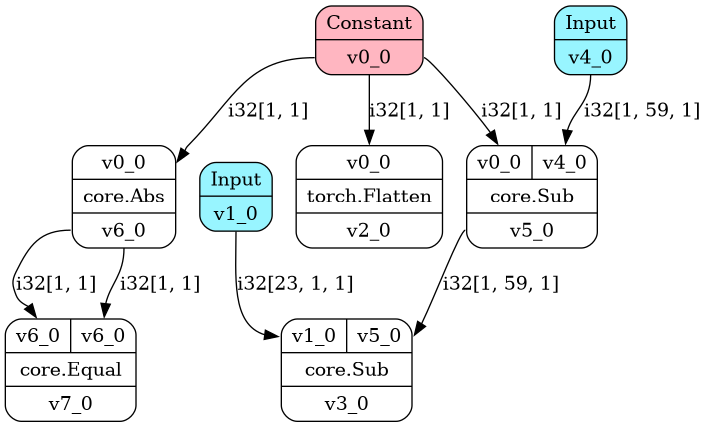 Constant
v0_0
Input
v4_0
i32[1, 1]
i32[1, 1]
i32[1, 1]
i32[1, 59, 1]
v0_0
core.Abs
v6_0
Input
v1_0
v0_0
torch.Flatten
v2_0
v0_0 v4_0
core.Sub
v5_0
i32[1, 1]
i32[1, 1]
i32[23, 1, 1]
i32[1, 59, 1]
v6_0 v6_0
core.Equal
v7_0
v1_0 v5_0
core.Sub
v3_0